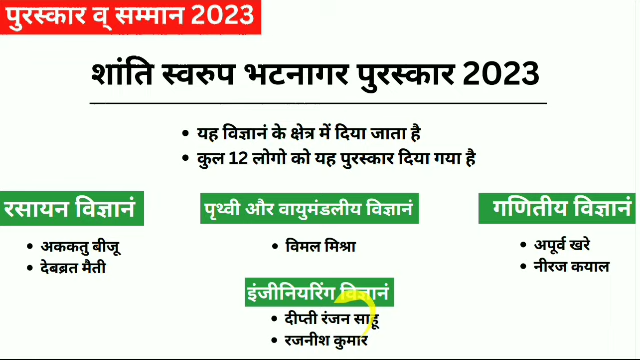 पुरस्कार व् सम्मान 2023
शांति स्वरुप भटनागर पुरस्कार 2023
• यह विज्ञानं के क्षेत्र में दिया जाता है
• कुल 12 लोगो को यह पुरस्कार दिया गया है
रसायन विज्ञानं
• अककतु बीजू
• देबब्रत मैती
पृथ्वी और वायुमंडलीय विज्ञानं
• विमल मिश्रा
गणितीय विज्ञानं
• अपूर्व खरे
• नीरज कयाल
इंजीनियरिंग विज्ञानं
• दीप्ती रंजन साहू
• रजनीश कुमार